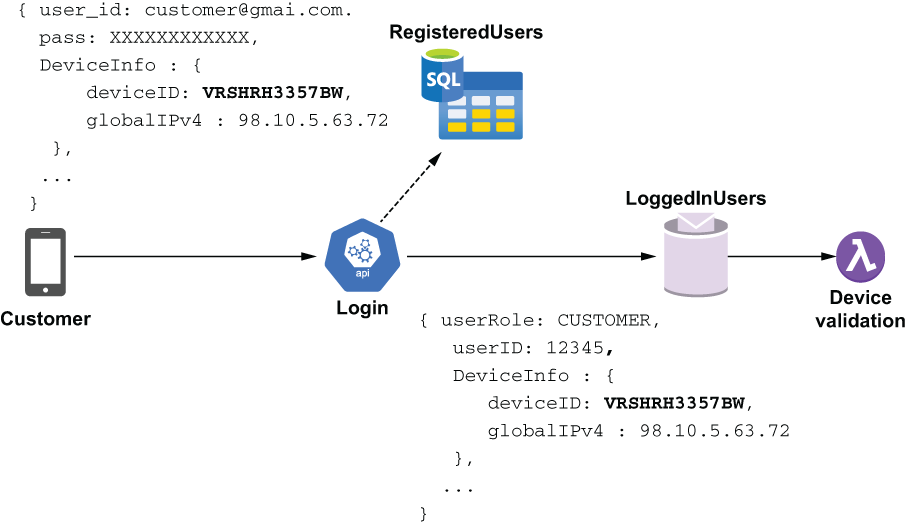 { user_id: customer@gmai.com.
pass: XXXXXXXXXXXX,
DeviceInfo : {
deviceID: VRSHRH3357BW,
globalIPv4 : 98.10.5.63.72
},
...
}
RegisteredUsers
SQL
LoggedInUsers
api
λ
Customer
Login
Device
validation
{ userRole: CUSTOMER,
userID: 12345,
DeviceInfo : {
deviceID: VRSHRH3357BW,
globalIPv4 : 98.10.5.63.72
},
...
}